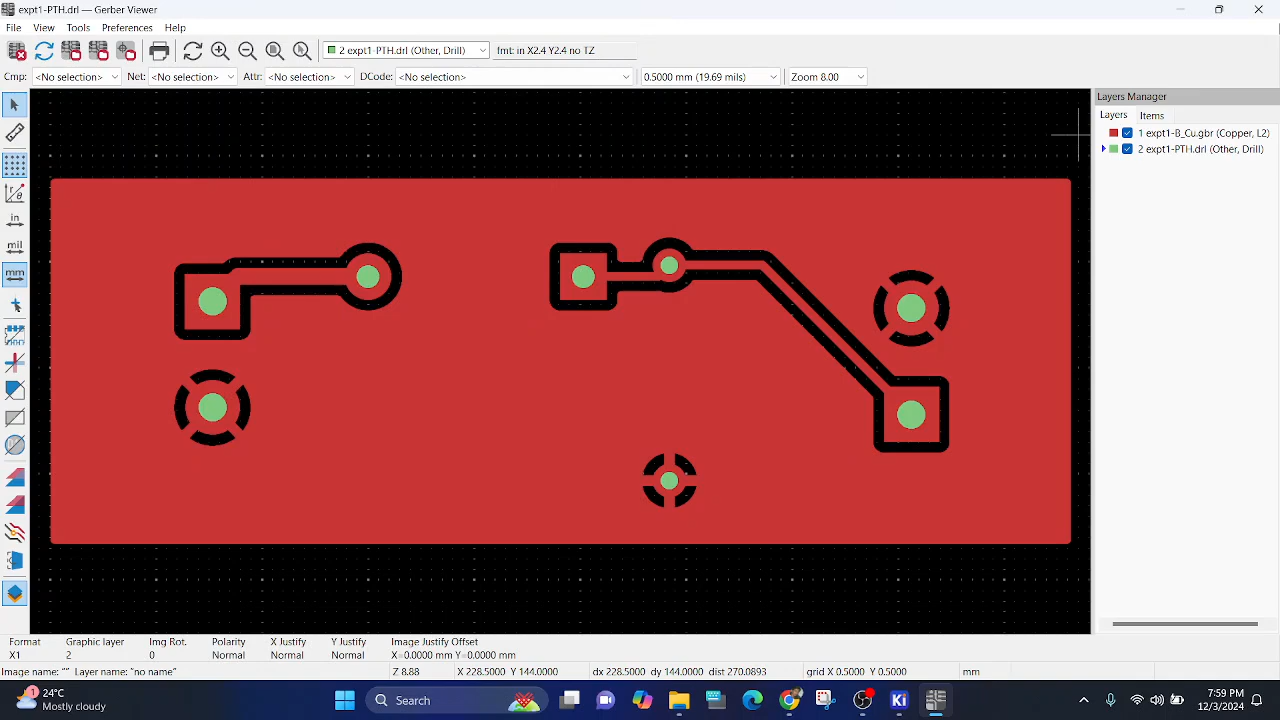 expt1-PTH.drl — Gerber Viewer
File View Tools Preferences Help
2 expt1-PTH.drl (Other, Drill) fmt: in X2.4 Y2.4 no TZ
Cmp: <No selection> Net: <No selection> Attr: <No selection> DCode: <No selection> 0.5000 mm (19.69 mils) Zoom 8.00
Layers Manager
Layers Items
1 expt1-B_Cu.gbr (Copper, L2)
2 expt1-PTH.drl (Other, Drill)
in
mil
mm
Format Graphic layer Img Rot. Polarity X Justify Y Justify Image Justify Offset
X1 2 0 Normal Normal Normal X=0.0000 mm Y=0.0000 mm
Image name: "" Layer name: "no name" Z 8.88 X 228.5000 Y 144.0000 dx 228.5000 dy 144.0000 dist 270.0893 grid X 0.5000 Y 0.5000 mm
1
24°C
Mostly cloudy
Search
Ki
7:59 PM
12/3/2024